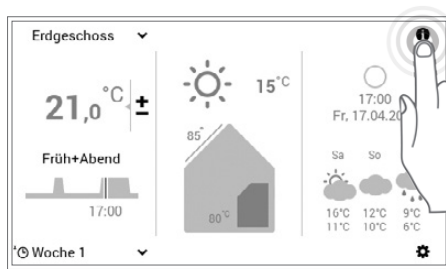 Erdgeschoss
21,0 °C ±
Früh+Abend
17:00
Woche 1
15°C
85°
80°C
17:00
Fr, 17.04.20
Sa So
16°C 12°C 9°C
11°C 10°C 6°C